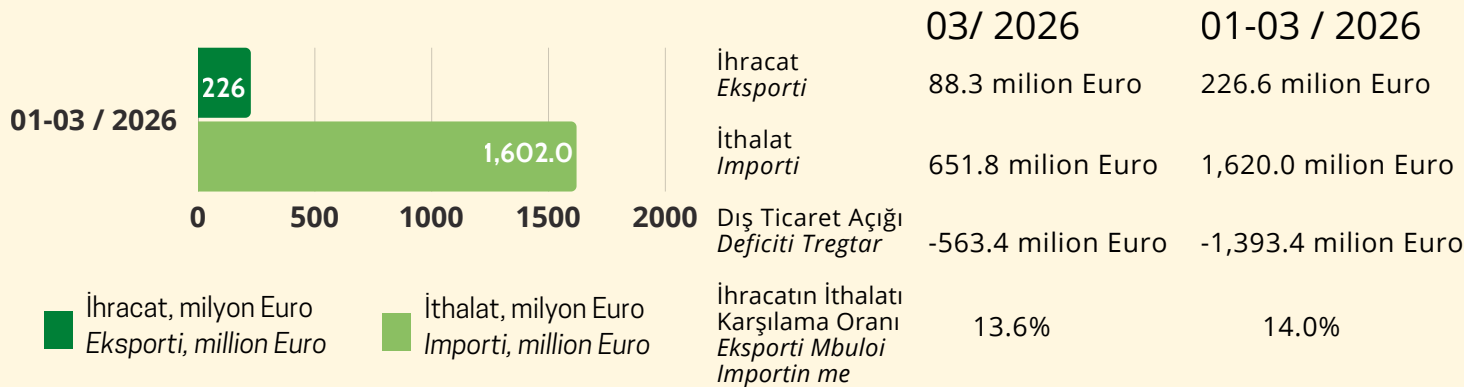 226
01-03 / 2026
1,602.0
0 500 1000 1500 2000
İhracat, milyon Euro
Eksporti, million Euro
İthalat, milyon Euro
Importi, million Euro
03/ 2026 01-03 / 2026
İhracat
Eksporti
88.3 milion Euro 226.6 milion Euro
İthalat
Importi
651.8 milion Euro 1,620.0 milion Euro
Dış Ticaret Açığı
Deficiti Tregtar
-563.4 milion Euro -1,393.4 milion Euro
İhracatın İthalatı
Karşılama Oranı
Eksporti Mbuloi
Importin me
13.6% 14.0%